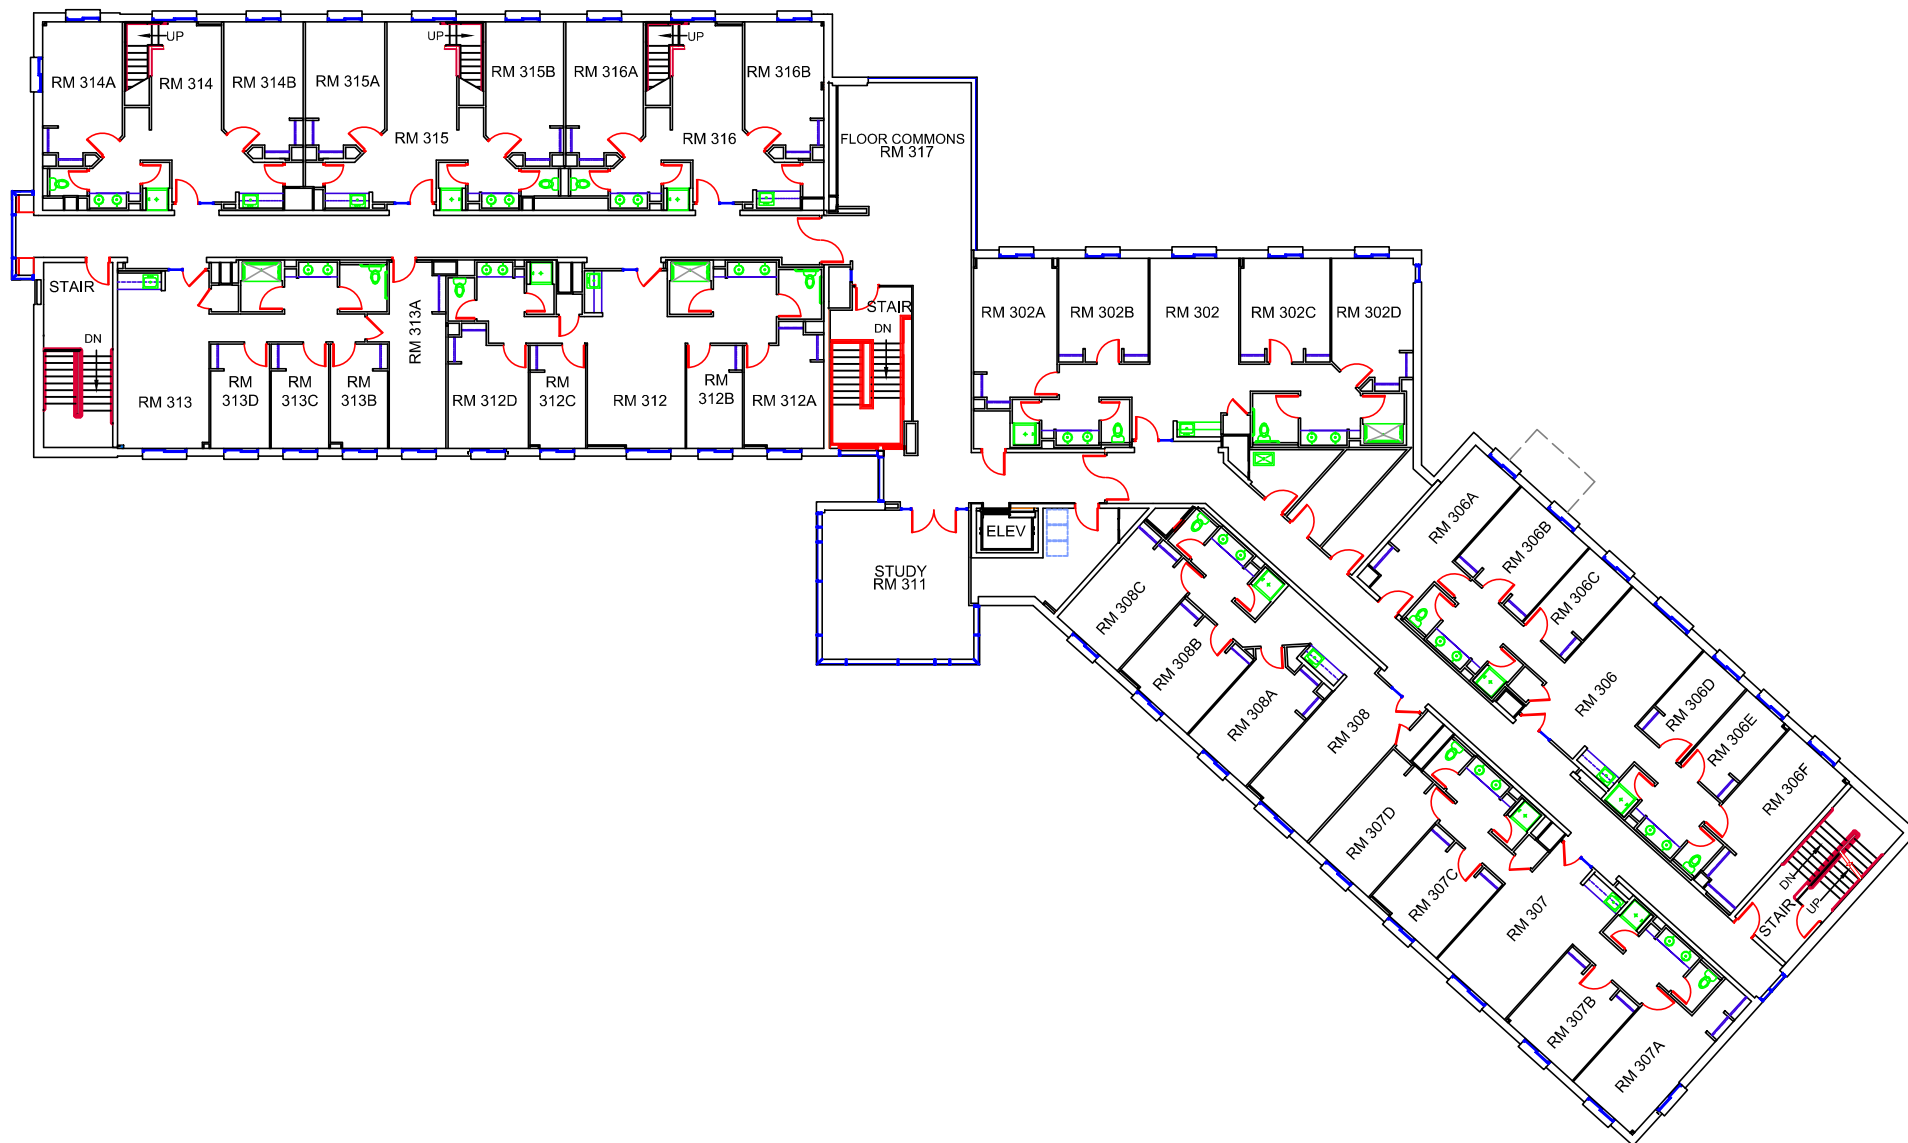 UP
UP
UP
RM 314A
RM 314
RM 314B
RM 315A
RM 315
RM 315B
RM 316A
RM 316
RM 316B
FLOOR COMMONS
RM 317
STAIR
DN
RM 313
RM
313D
RM
313C
RM
313B
RM 313A
RM 312D
RM
312C
RM 312
RM
312B
RM 312A
STAIR
DN
RM 302A
RM 302B
RM 302
RM 302C
RM 302D
ELEV
STUDY
RM 311
RM 308C
RM 308B
RM 308A
RM 308
RM 306A
RM 306B
RM 306C
RM 306
RM 306D
RM 306E
RM 306F
RM 307D
RM 307C
RM 307
RM 307B
RM 307A
DN
UP
STAIR